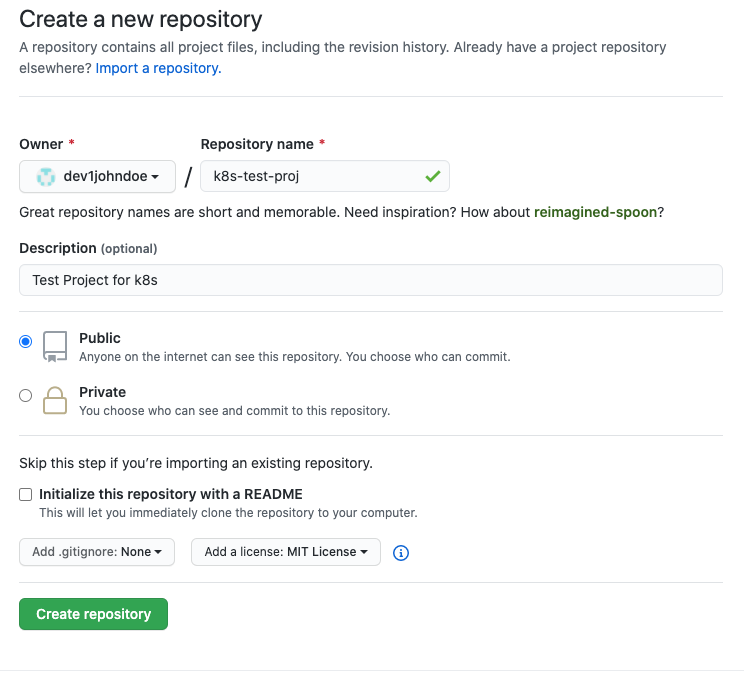 Create a new repository
A repository contains all project files, including the revision history. Already have a project repository
elsewhere? Import a repository.
Owner * Repository name *
dev1johndoe / k8s-test-proj
Great repository names are short and memorable. Need inspiration? How about reimagined-spoon?
Description (optional)
Test Project for k8s
Public
Anyone on the internet can see this repository. You choose who can commit.
Private
You choose who can see and commit to this repository.
Skip this step if you’re importing an existing repository.
Initialize this repository with a README
This will let you immediately clone the repository to your computer.
Add .gitignore: None Add a license: MIT License
Create repository